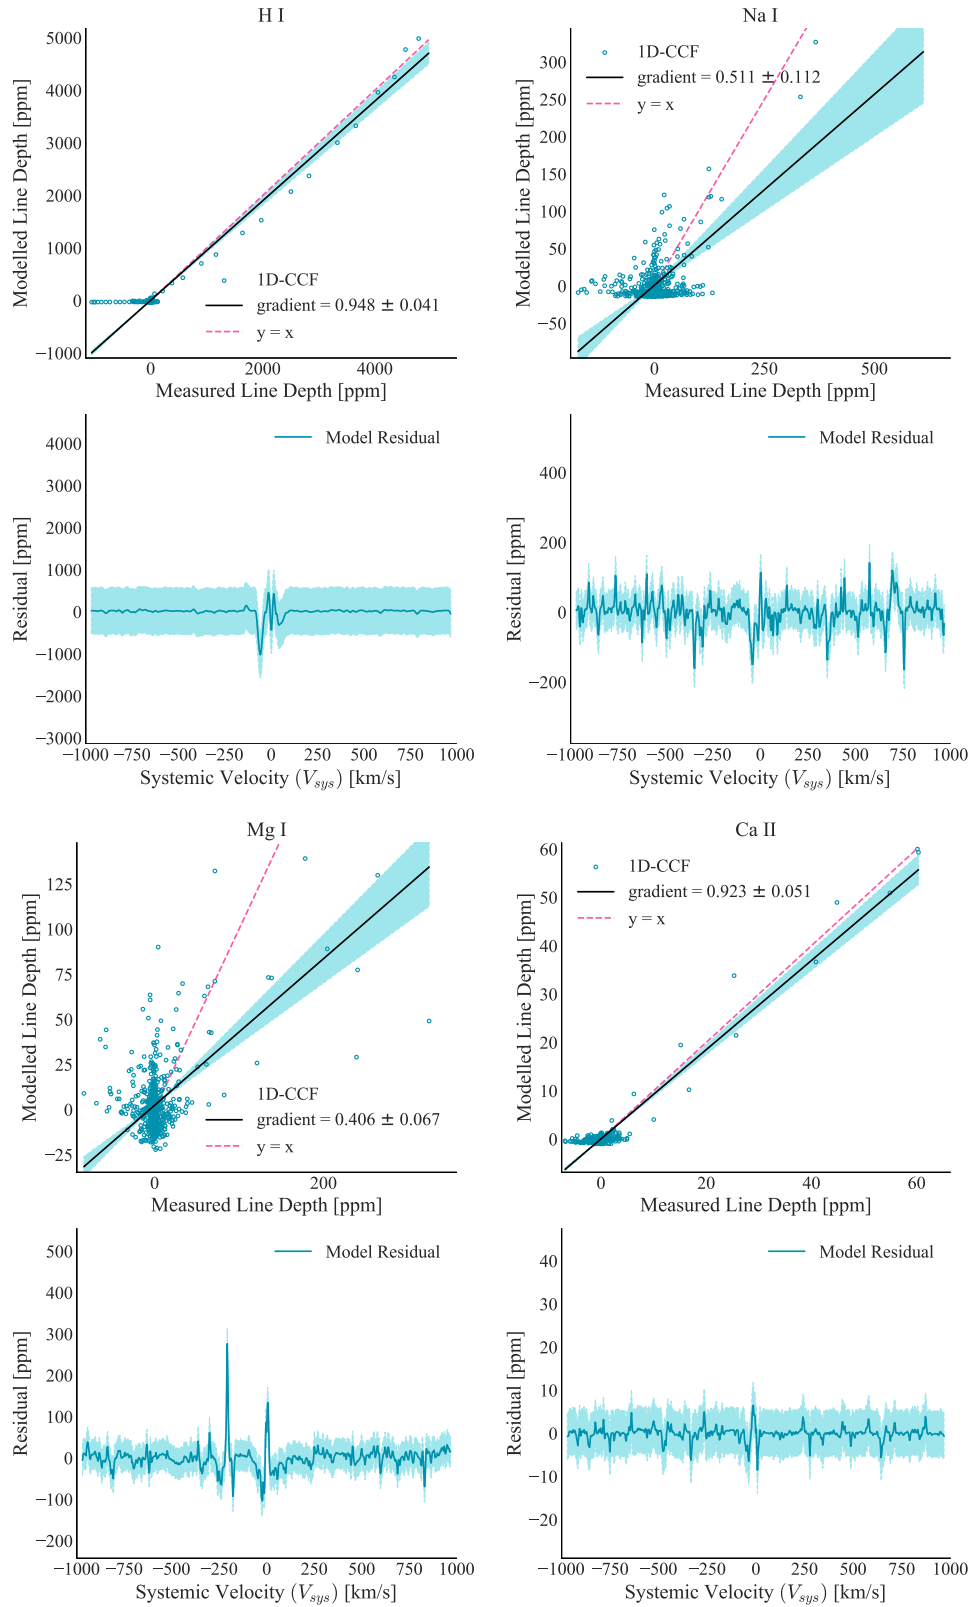 H I
5000
4000
3000
2000
1000
0
−1000
Modelled Line Depth [ppm]
1D-CCF
gradient = 0.948 ± 0.041
y = x
0 2000 4000
Measured Line Depth [ppm]
Na I
300
250
200
150
100
50
0
−50
Modelled Line Depth [ppm]
1D-CCF
gradient = 0.511 ± 0.112
y = x
0 250 500
Measured Line Depth [ppm]
4000
3000
2000
1000
0
−1000
−2000
−3000
Residual [ppm]
Model Residual
−1000 −750 −500 −250 0 250 500 750 1000
Systemic Velocity (Vsys) [km/s]
400
200
0
−200
Residual [ppm]
Model Residual
−1000 −750 −500 −250 0 250 500 750 1000
Systemic Velocity (Vsys) [km/s]
Mg I
125
100
75
50
25
0
−25
Modelled Line Depth [ppm]
1D-CCF
gradient = 0.406 ± 0.067
y = x
0 200
Measured Line Depth [ppm]
Ca II
60
50
40
30
20
10
0
Modelled Line Depth [ppm]
1D-CCF
gradient = 0.923 ± 0.051
y = x
0 20 40 60
Measured Line Depth [ppm]
500
400
300
200
100
0
−100
−200
Residual [ppm]
Model Residual
−1000 −750 −500 −250 0 250 500 750 1000
Systemic Velocity (Vsys) [km/s]
40
30
20
10
0
−10
−20
Residual [ppm]
Model Residual
−1000 −750 −500 −250 0 250 500 750 1000
Systemic Velocity (Vsys) [km/s]